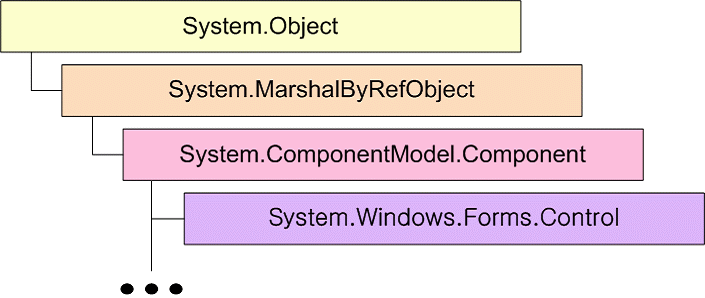 System.Object
System.MarshalByRefObject
System.ComponentModel.Component
System.Windows.Forms.Control